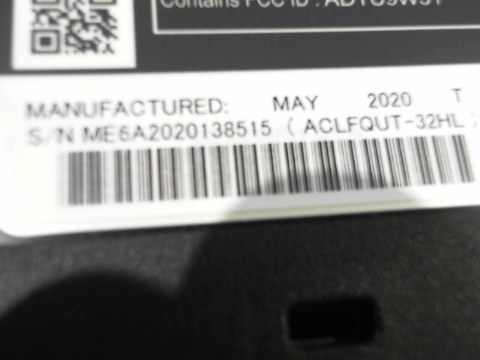 Contains FCC ID :
MANUFACTURED: MAY 2020 T
S/N ME6A2020138515 ( ACLFQUT-32HL )